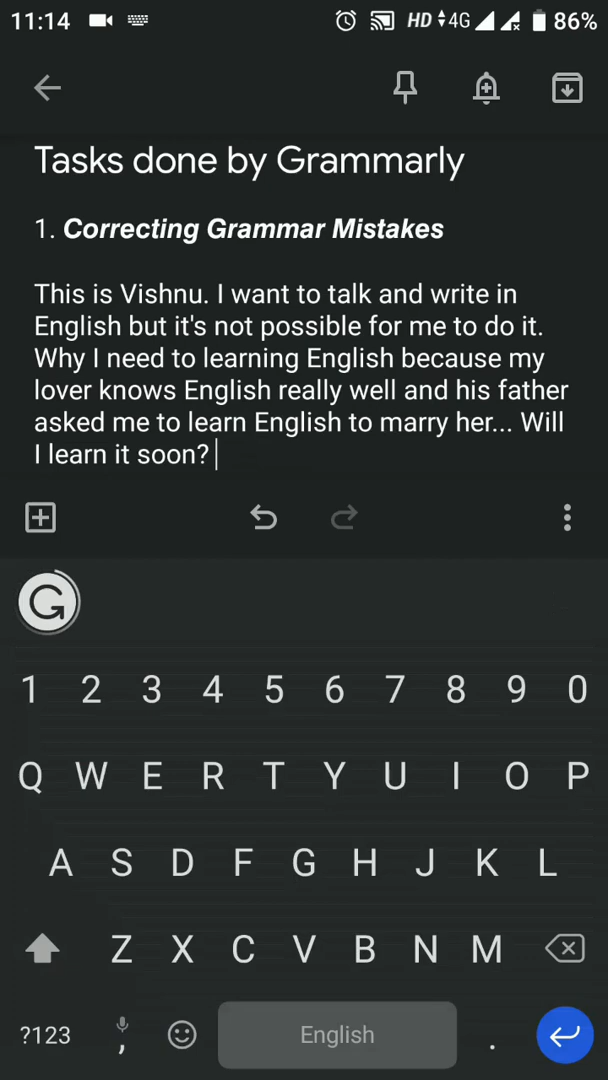 11:14 HD 4G 86%
Tasks done by Grammarly
1. Correcting Grammar Mistakes
This is Vishnu. I want to talk and write in
English but it's not possible for me to do it.
Why I need to learning English because my
lover knows English really well and his father
asked me to learn English to marry her... Will
I learn it soon?
G
1 2 3 4 5 6 7 8 9 0
Q W E R T Y U I O P
A S D F G H J K L
Z X C V B N M
?123 , English .